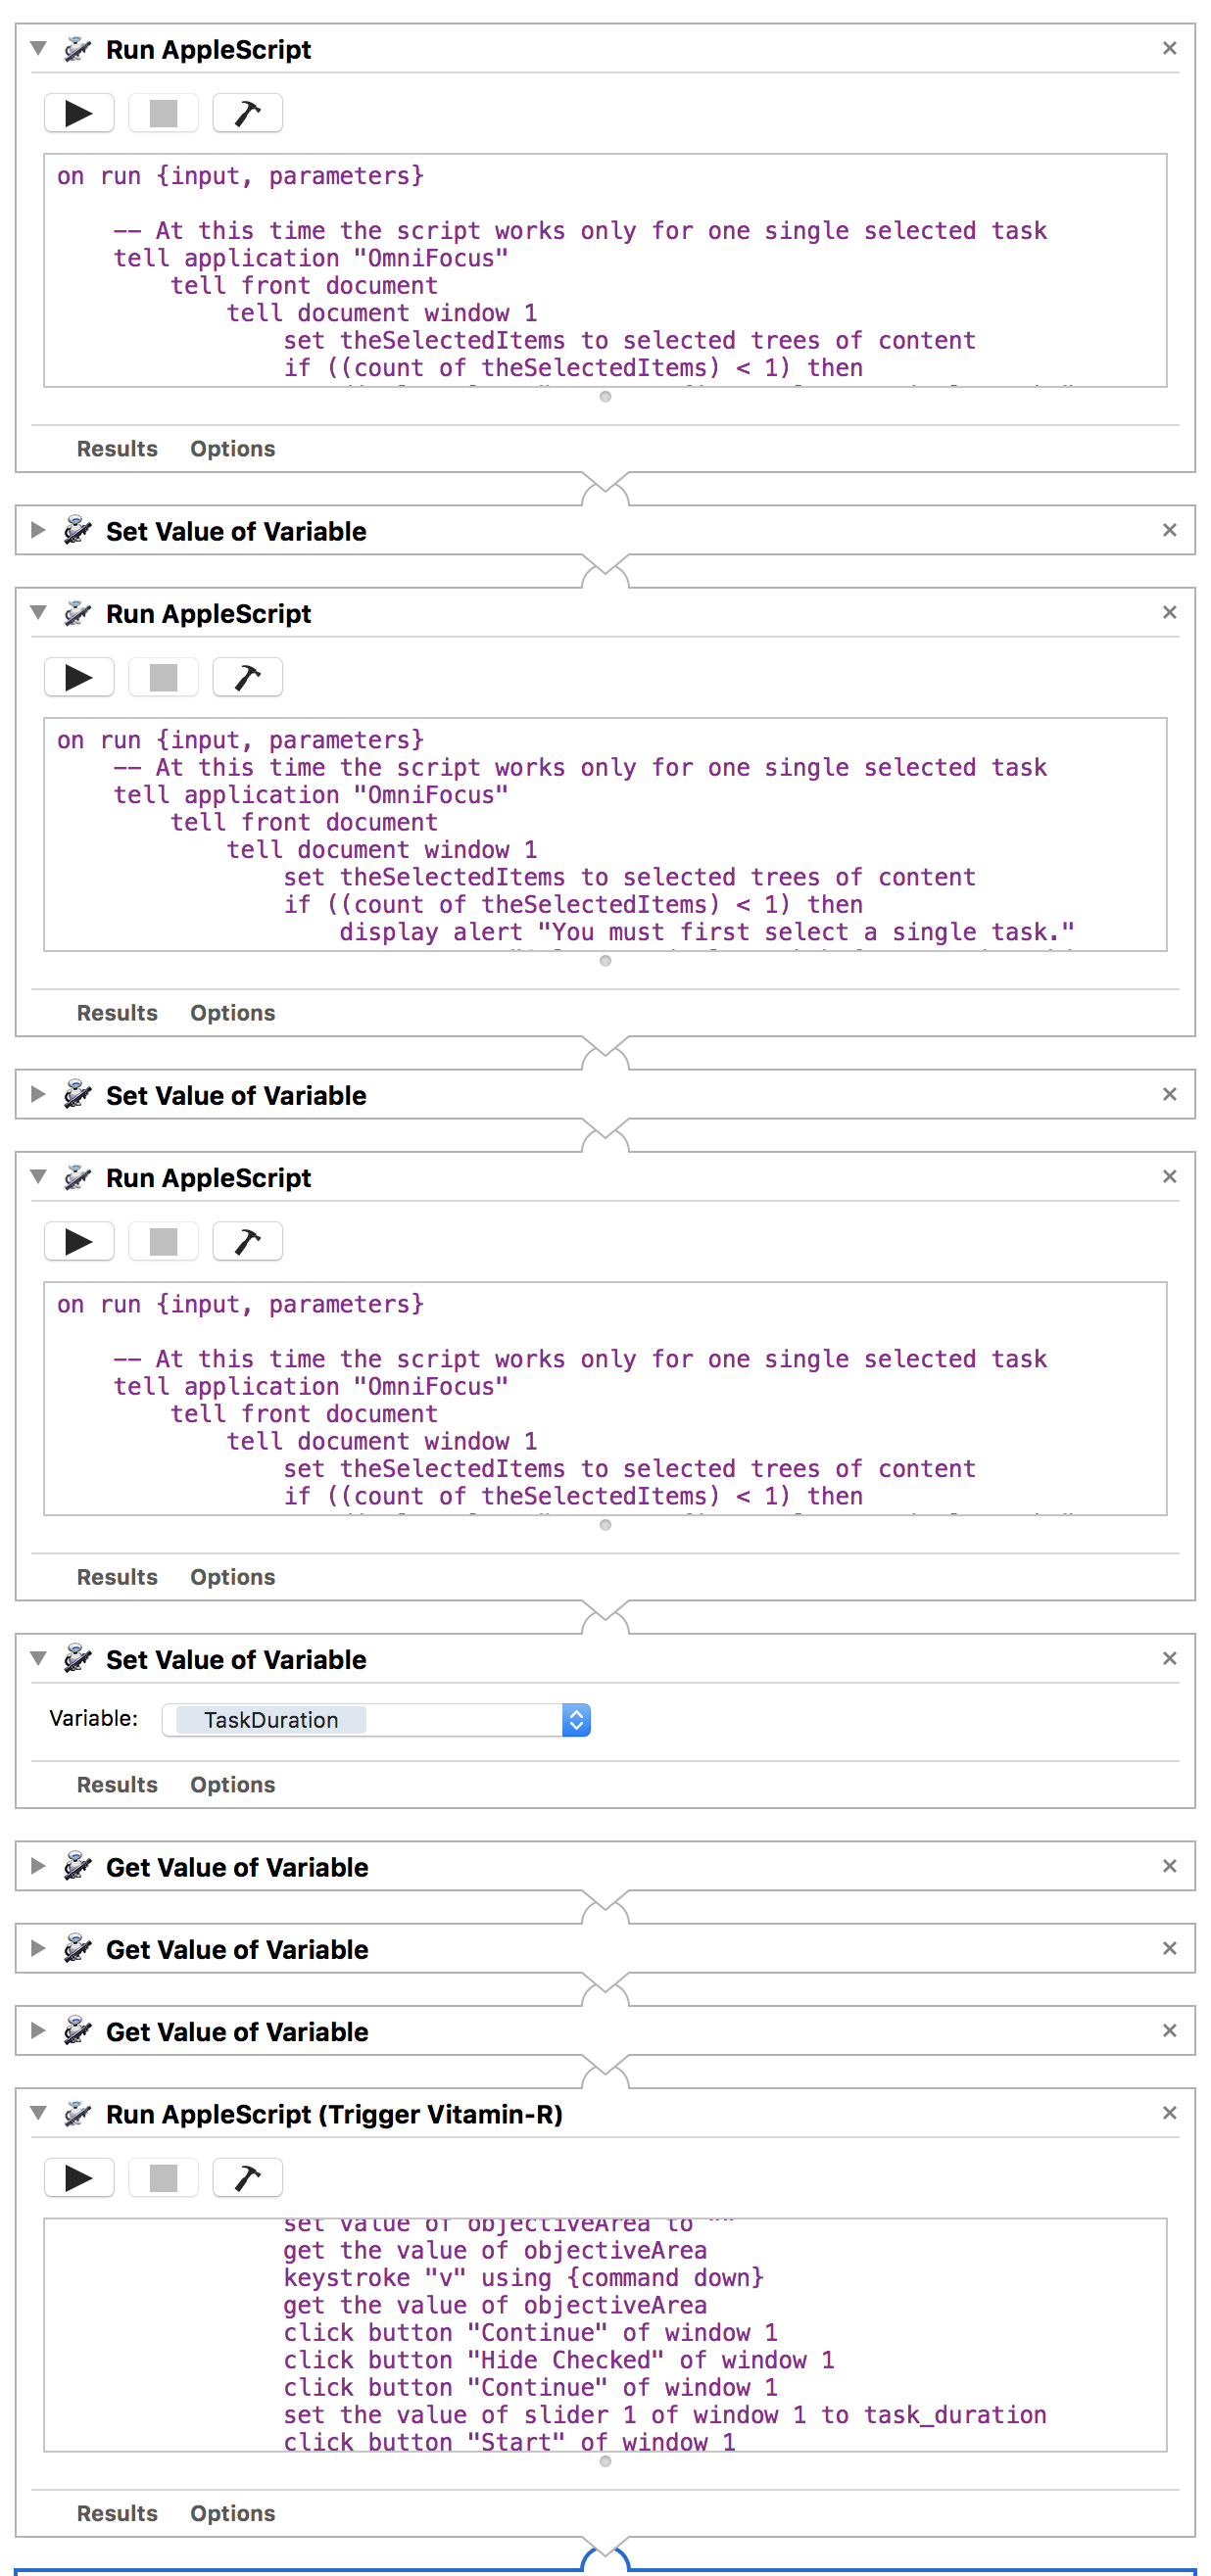 Run AppleScript
on run {input, parameters}
-- At this time the script works only for one single selected task
tell application "OmniFocus"
tell front document
tell document window 1
set theSelectedItems to selected trees of content
if ((count of theSelectedItems) < 1) then
Results Options
Set Value of Variable
Run AppleScript
on run {input, parameters}
-- At this time the script works only for one single selected task
tell application "OmniFocus"
tell front document
tell document window 1
set theSelectedItems to selected trees of content
if ((count of theSelectedItems) < 1) then
display alert "You must first select a single task."
Results Options
Set Value of Variable
Run AppleScript
on run {input, parameters}
-- At this time the script works only for one single selected task
tell application "OmniFocus"
tell front document
tell document window 1
set theSelectedItems to selected trees of content
if ((count of theSelectedItems) < 1) then
Results Options
Set Value of Variable
Variable: TaskDuration
Results Options
Get Value of Variable
Get Value of Variable
Get Value of Variable
Run AppleScript (Trigger Vitamin-R)
set value of objectiveArea to ""
get the value of objectiveArea
keystroke "v" using {command down}
get the value of objectiveArea
click button "Continue" of window 1
click button "Hide Checked" of window 1
click button "Continue" of window 1
set the value of slider 1 of window 1 to task_duration
click button "Start" of window 1
Results Options